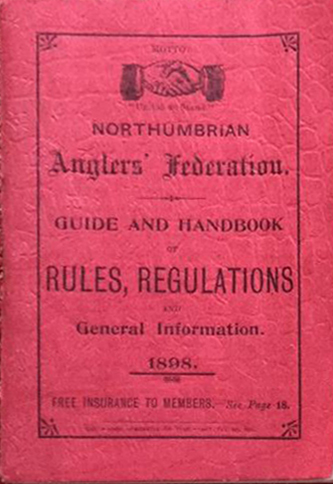 MOTTO:
NORTHUMBRIAN
Anglers' Federation.
GUIDE AND HANDBOOK
OF
RULES, REGULATIONS
AND
General Information.
1898.
FREE INSURANCE TO MEMBERS.—See Page 18.